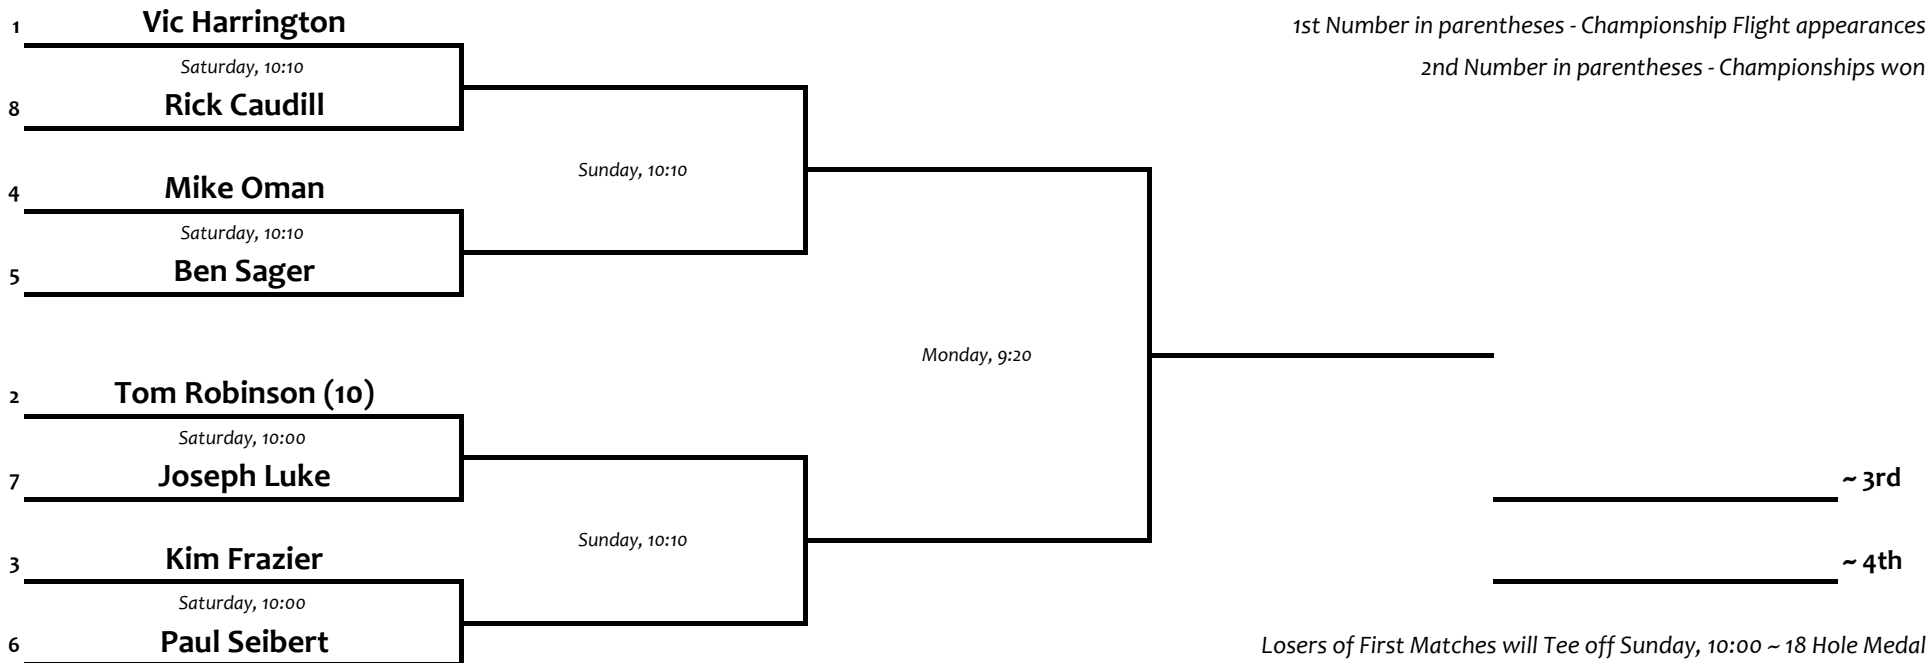 1 Vic Harrington
1st Number in parentheses - Championship Flight appearances
Saturday, 10:10
2nd Number in parentheses - Championships won
8 Rick Caudill
Sunday, 10:10
4 Mike Oman
Saturday, 10:10
5 Ben Sager
Monday, 9:20
2 Tom Robinson (10)
Saturday, 10:00
7 Joseph Luke
~ 3rd
Sunday, 10:10
3 Kim Frazier
~ 4th
Saturday, 10:00
6 Paul Seibert
Losers of First Matches will Tee off Sunday, 10:00 ~ 18 Hole Medal